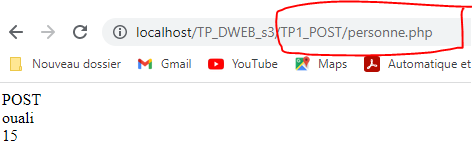 localhost/TP_DWEB_s3/TP1_POST/personne.php
Nouveau dossier Gmail YouTube Maps Automatique et
POST
ouali
15